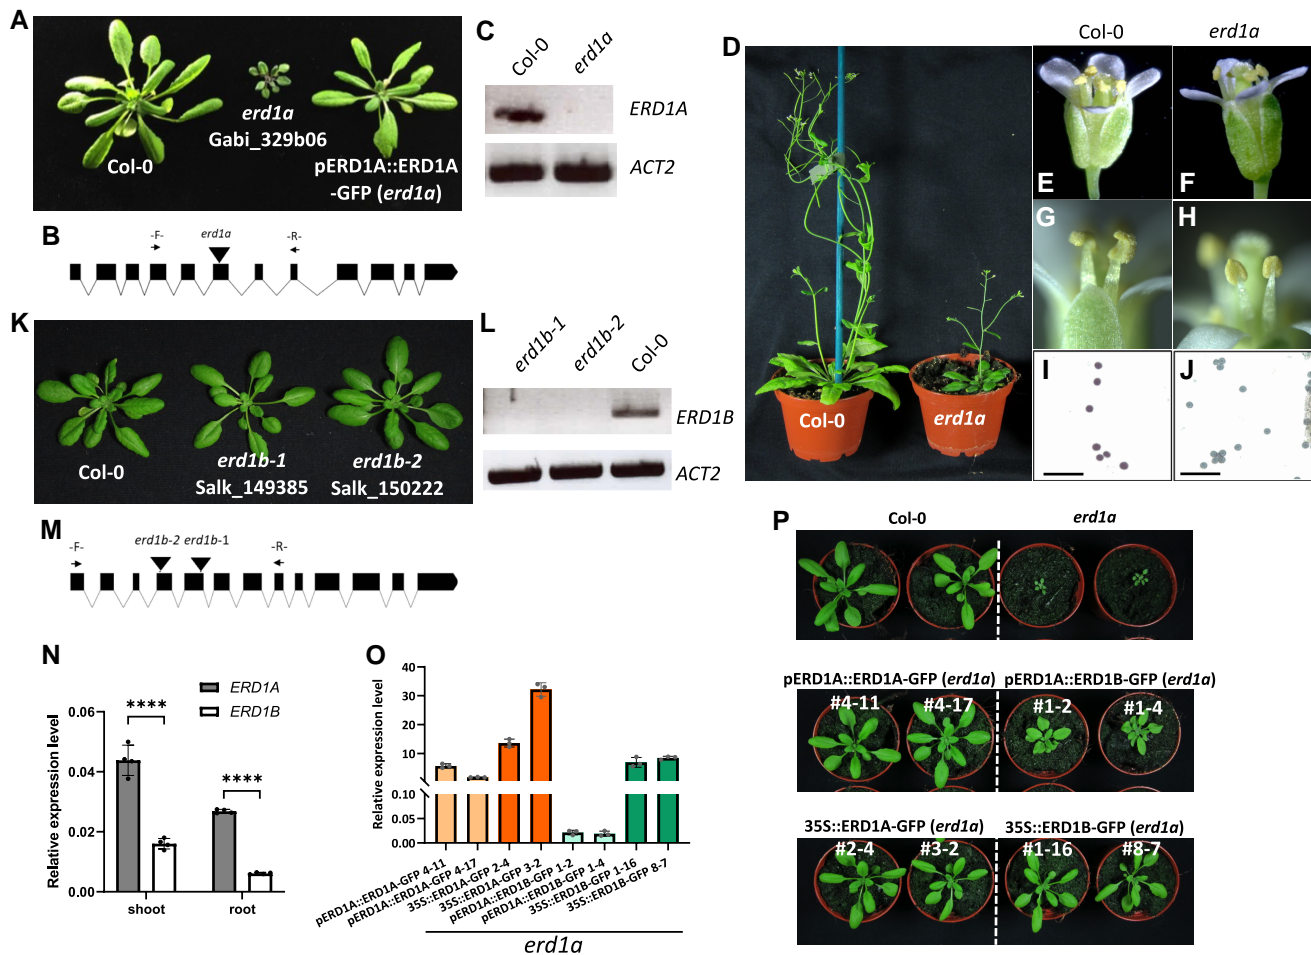 A
Col-0
erd1a
Gabi_329b06
pERD1A::ERD1A
-GFP (erd1a)
B
-F-
erd1a
-R-
C
Col-0
erd1a
ERD1A
ACT2
D
Col-0
erd1a
Col-0
erd1a
E
F
G
H
I
J
K
Col-0
erd1b-1
Salk_149385
erd1b-2
Salk_150222
L
erd1b-1
erd1b-2
Col-0
ERD1B
ACT2
M
-F-
erd1b-2
erd1b-1
-R-
N
ERD1A
ERD1B
Relative expression level
0.06
0.04
0.02
0.00
****
****
shoot
root
O
Relative expression level
40
30
20
10
0.10
0.05
0.00
pERD1A::ERD1A-GFP 4-11
pERD1A::ERD1A-GFP 4-17
35S::ERD1A-GFP 2-4
35S::ERD1A-GFP 3-2
pERD1A::ERD1B-GFP 1-2
pERD1A::ERD1B-GFP 1-4
35S::ERD1B-GFP 1-16
35S::ERD1B-GFP 8-7
erd1a
P
Col-0
erd1a
pERD1A::ERD1A-GFP (erd1a)
pERD1A::ERD1B-GFP (erd1a)
#4-11
#4-17
#1-2
#1-4
35S::ERD1A-GFP (erd1a)
35S::ERD1B-GFP (erd1a)
#2-4
#3-2
#1-16
#8-7